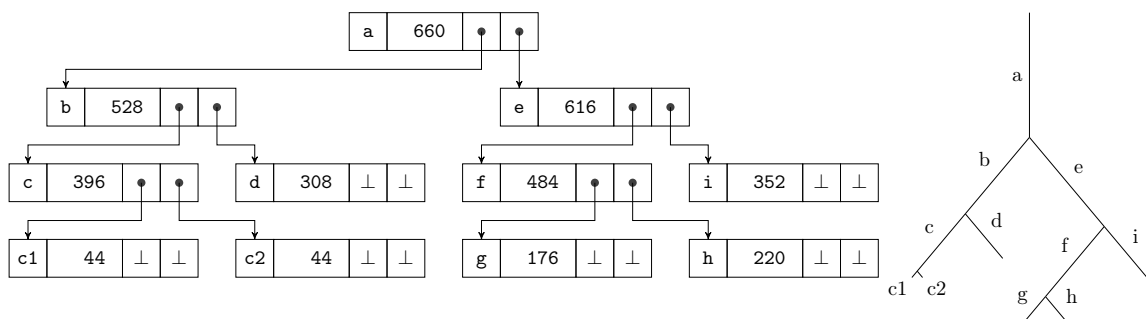 a 660
b 528
e 616
c 396
d 308 ⊥ ⊥
f 484
i 352 ⊥ ⊥
c1 44 ⊥ ⊥
c2 44 ⊥ ⊥
g 176 ⊥ ⊥
h 220 ⊥ ⊥
a
b
e
c
d
f
i
c1
c2
g
h